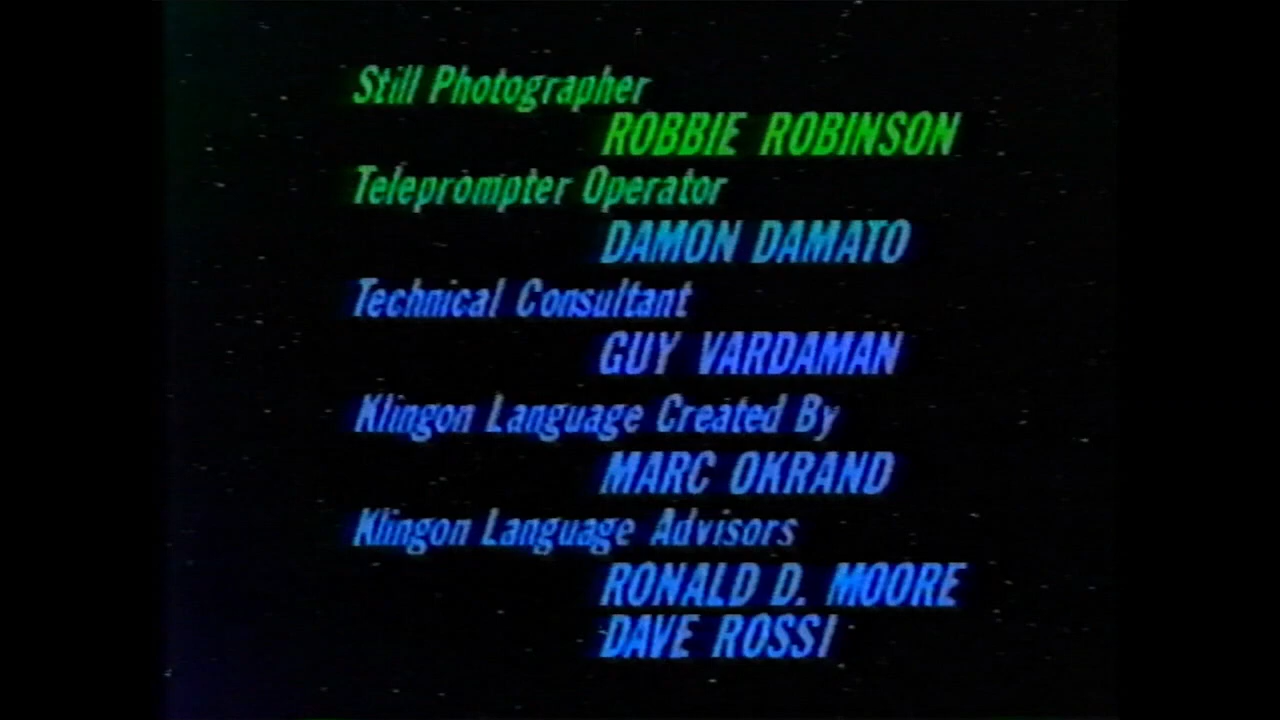 Still Photographer
ROBBIE ROBINSON
Teleprompter Operator
DAMON DAMATO
Technical Consultant
GUY VARDAMAN
Klingon Language Created By
MARC OKRAND
Klingon Language Advisors
RONALD D. MOORE
DAVE ROSSI